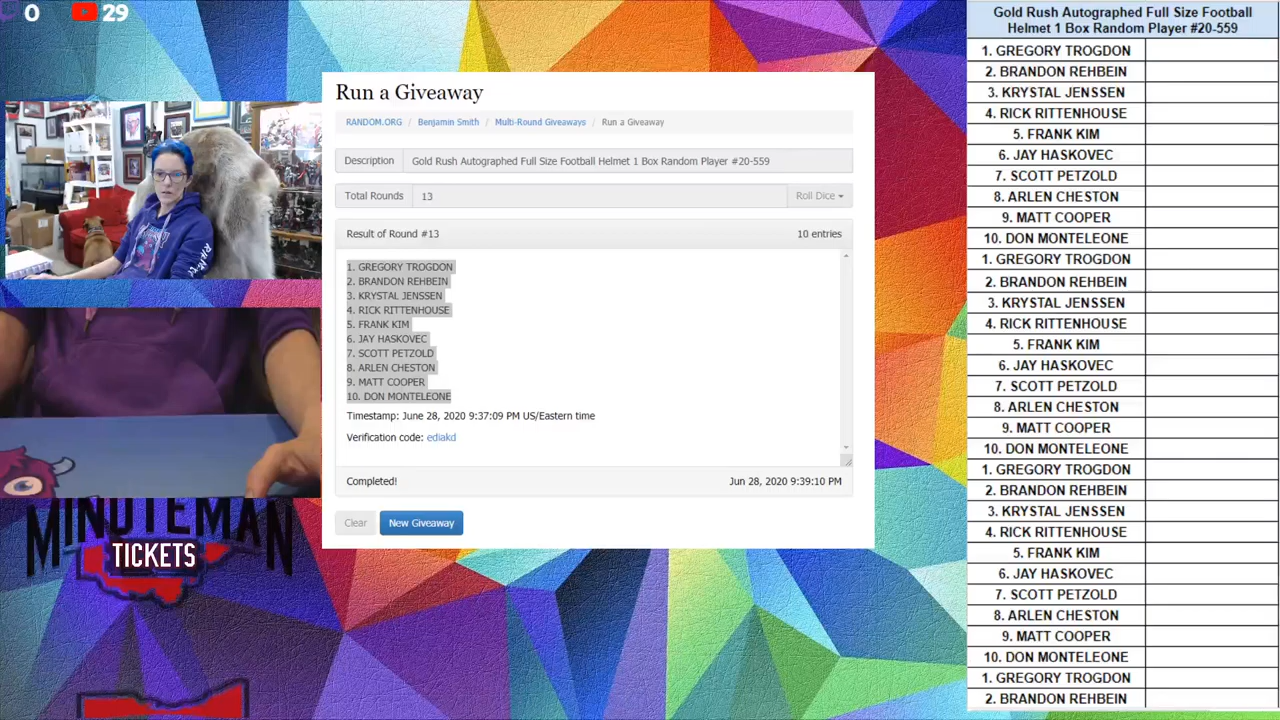 0 29
Run a Giveaway
RANDOM.ORG / Benjamin Smith / Multi-Round Giveaways / Run a Giveaway
Description Gold Rush Autographed Full Size Football Helmet 1 Box Random Player #20-559
Total Rounds 13 Roll Dice
Result of Round #13 10 entries
1. GREGORY TROGDON
2. BRANDON REHBEIN
3. KRYSTAL JENSSEN
4. RICK RITTENHOUSE
5. FRANK KIM
6. JAY HASKOVEC
7. SCOTT PETZOLD
8. ARLEN CHESTON
9. MATT COOPER
10. DON MONTELEONE
Timestamp: June 28, 2020 9:37:09 PM US/Eastern time
Verification code: ediakd
Completed! Jun 28, 2020 9:39:10 PM
Clear New Giveaway
MINUTEMAN
TICKETS
Gold Rush Autographed Full Size Football
Helmet 1 Box Random Player #20-559
1. GREGORY TROGDON
2. BRANDON REHBEIN
3. KRYSTAL JENSSEN
4. RICK RITTENHOUSE
5. FRANK KIM
6. JAY HASKOVEC
7. SCOTT PETZOLD
8. ARLEN CHESTON
9. MATT COOPER
10. DON MONTELEONE
1. GREGORY TROGDON
2. BRANDON REHBEIN
3. KRYSTAL JENSSEN
4. RICK RITTENHOUSE
5. FRANK KIM
6. JAY HASKOVEC
7. SCOTT PETZOLD
8. ARLEN CHESTON
9. MATT COOPER
10. DON MONTELEONE
1. GREGORY TROGDON
2. BRANDON REHBEIN
3. KRYSTAL JENSSEN
4. RICK RITTENHOUSE
5. FRANK KIM
6. JAY HASKOVEC
7. SCOTT PETZOLD
8. ARLEN CHESTON
9. MATT COOPER
10. DON MONTELEONE
1. GREGORY TROGDON
2. BRANDON REHBEIN